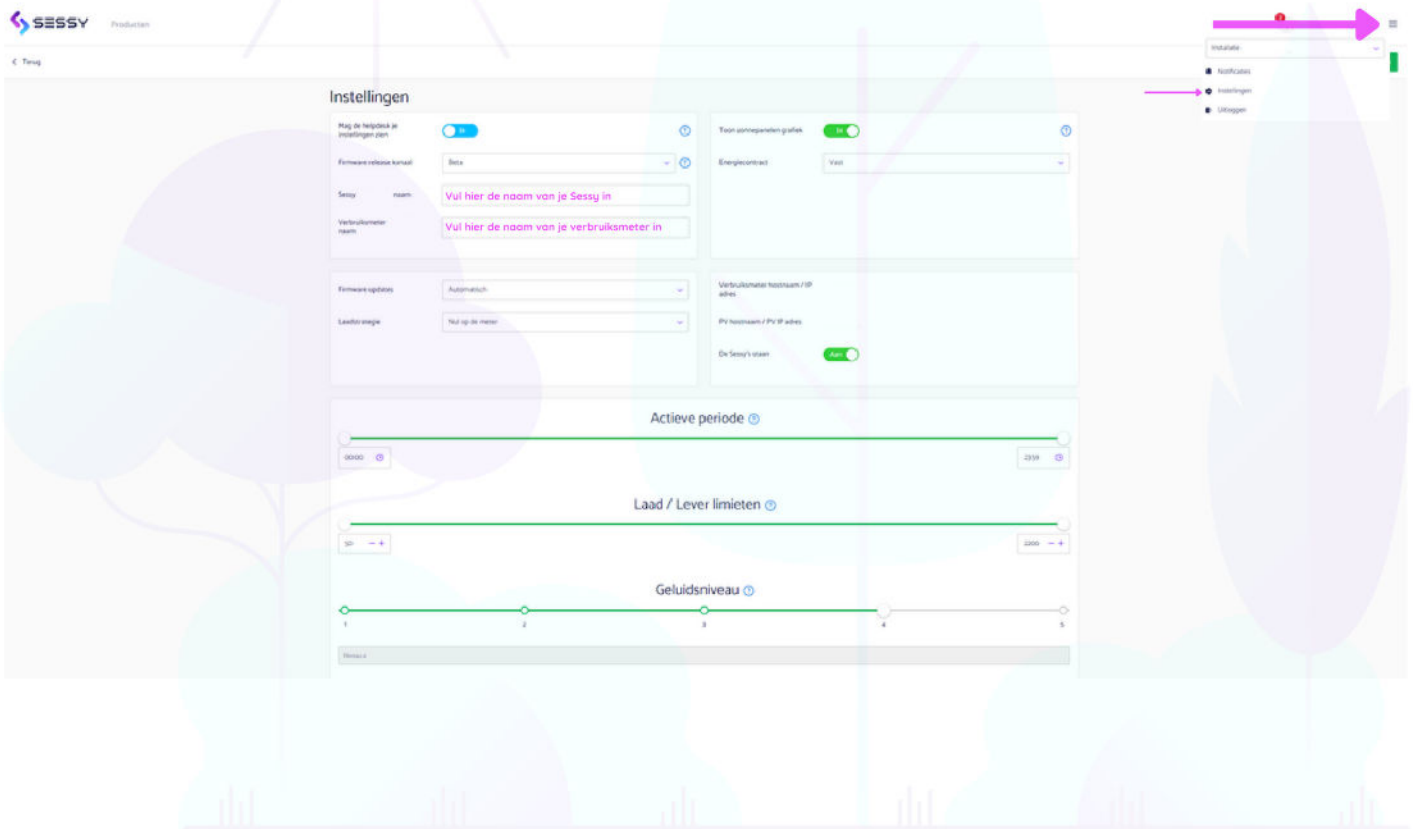 SESSY Producten
Installatie
< Terug
Notificaties
Instellingen
Uitloggen
Instellingen
Mag de helpdesk je
instellingen zien
Toon zonnepanelen grafiek
Firmware release kanaal Beta
Energiecontract Vast
Sessy naam Vul hier de naam van je Sessy in
Verbruiksmeter
naam
Vul hier de naam van je verbruiksmeter in
Firmware updates Automatisch
Verbruiksmeter hostnaam / IP
adres
Laadstrategie Nul op de meter
PV hostnaam / PV IP adres
De Sessy's staan Aan
Actieve periode
00:00 23:59
Laad / Lever limieten
50 - + 2200 - +
Geluidsniveau
1 2 3 4 5